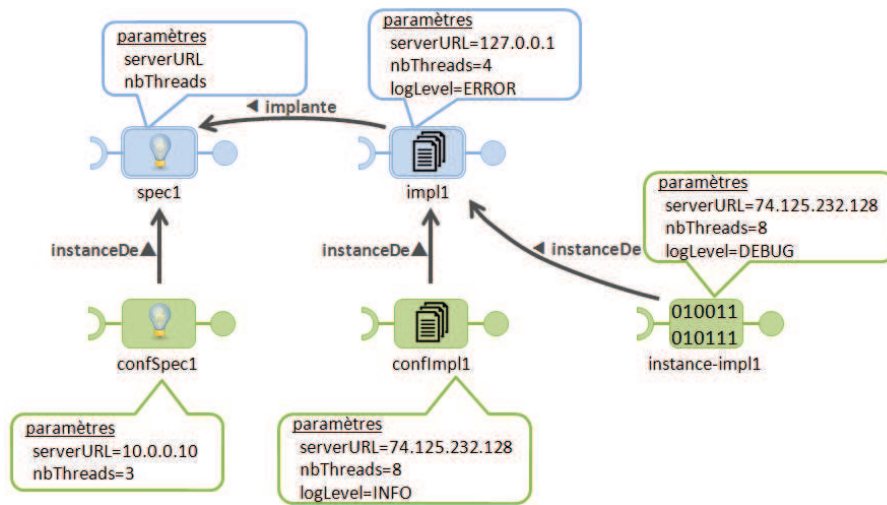 paramètres
serverURL
nbThreads
paramètres
serverURL=127.0.0.1
nbThreads=4
logLevel=ERROR
◄ implante
spec1
impl1
paramètres
serverURL=74.125.232.128
nbThreads=8
logLevel=DEBUG
instanceDe▲
instanceDe▲
◄ instanceDe
010011
010111
confSpec1
confImpl1
instance-impl1
paramètres
serverURL=10.0.0.10
nbThreads=3
paramètres
serverURL=74.125.232.128
nbThreads=8
logLevel=INFO